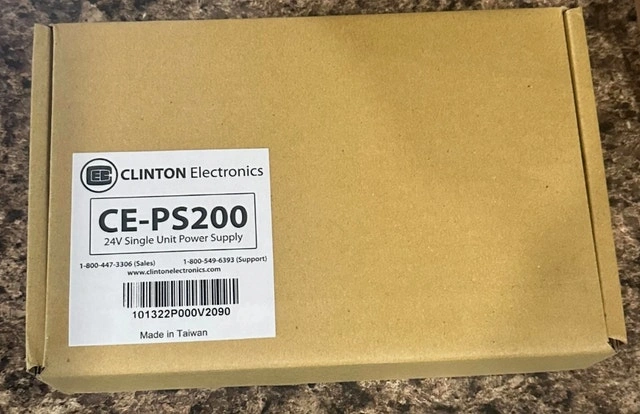 CE CLINTON Electronics
CE-PS200
24V Single Unit Power Supply
1-800-447-3306 (Sales) 1-800-549-6393 (Support)
www.clintonelectronics.com
101322P000V2090
Made in Taiwan